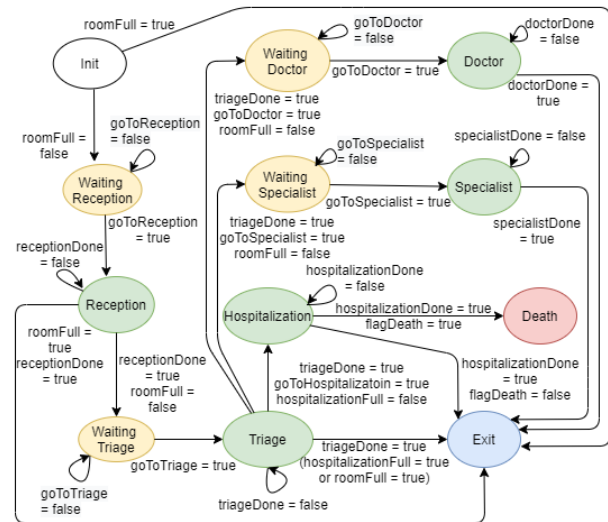 roomFull = true
Init
roomFull =
false
goToReception
= false
Waiting
Reception
goToReception
= true
receptionDone
= false
Reception
roomFull =
true
receptionDone
= true
receptionDone
= true
roomFull =
false
Waiting
Triage
goToTriage
= false
goToTriage = true
Triage
triageDone = false
goToDoctor
= false
Waiting
Doctor
goToDoctor = true
triageDone = true
goToDoctor = true
roomFull = false
Doctor
doctorDone
= false
doctorDone =
true
goToSpecialist
= false
Waiting
Specialist
goToSpecialist = true
triageDone = true
goToSpecialist = true
roomFull = false
Specialist
specialistDone = false
specialistDone
= true
hospitalizationDone
= false
Hospitalization
hospitalizationDone = true
flagDeath = true
Death
triageDone = true
goToHospitalizatoin = true
hospitalizationFull = false
hospitalizationDone
= true
flagDeath = false
triageDone = true
(hospitalizationFull = true
or roomFull = true)
Exit